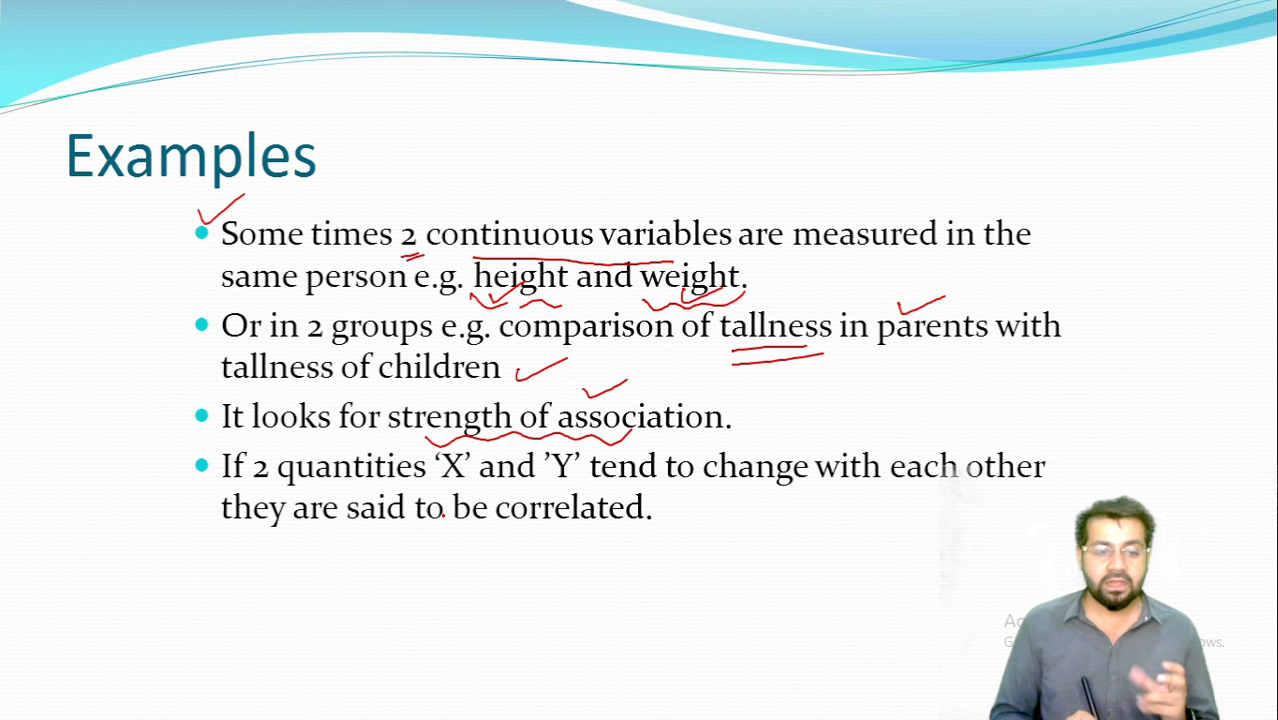 Examples
Some times 2 continuous variables are measured in the
same person e.g. height and weight.
Or in 2 groups e.g. comparison of tallness in parents with
tallness of children
It looks for strength of association.
If 2 quantities ‘X’ and ’Y’ tend to change with each other
they are said to be correlated.